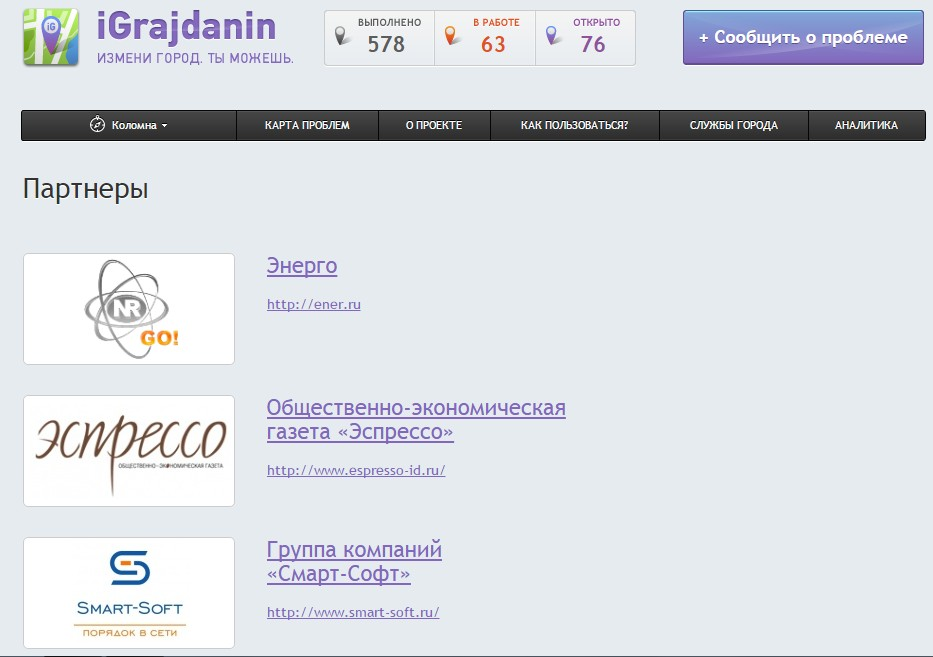 iGrajdanin
ИЗМЕНИ ГОРОД. ТЫ МОЖЕШЬ.
iG
ВЫПОЛНЕНО
578
В РАБОТЕ
63
ОТКРЫТО
76
+ Сообщить о проблеме
Коломна
КАРТА ПРОБЛЕМ
О ПРОЕКТЕ
КАК ПОЛЬЗОВАТЬСЯ?
СЛУЖБЫ ГОРОДА
АНАЛИТИКА
Партнеры
NR
GO!
Энерго
http://ener.ru
эспрессо
ОБЩЕСТВЕННО-ЭКОНОМИЧЕСКАЯ ГАЗЕТА
Общественно-экономическая
газета «Эспрессо»
http://www.espresso-id.ru/
SMART-SOFT
ПОРЯДОК В СЕТИ
Группа компаний
«Смарт-Софт»
http://www.smart-soft.ru/